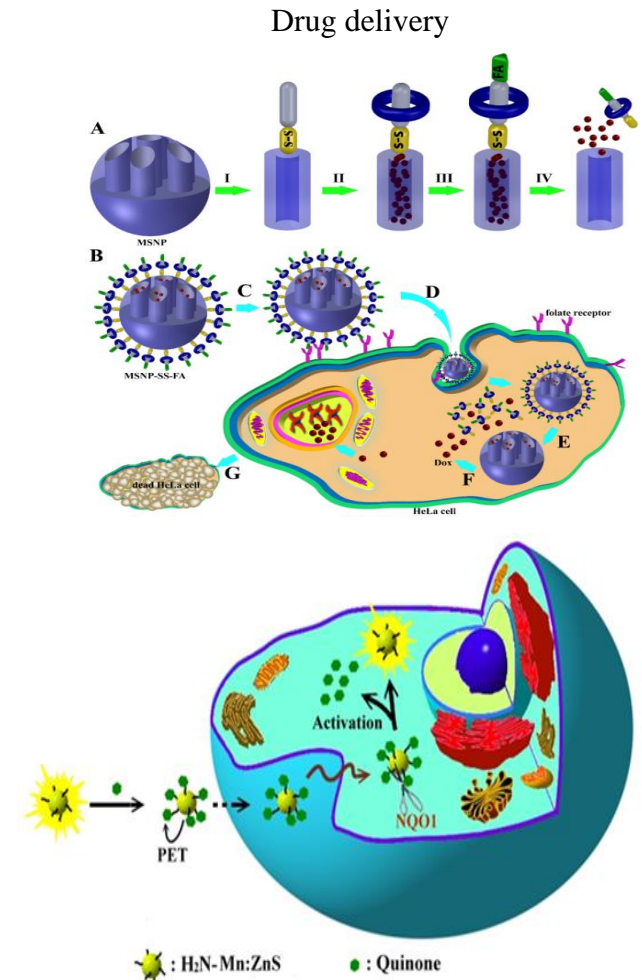 Drug delivery
FA
S-S
S-S
S-S
A
I
II
III
IV
MSNP
B
C
D
folate receptor
MSNP-SS-FA
E
Dox
F
G
dead HeLa cell
HeLa cell
Activation
NQO1
PET
: H₂N-Mn:ZnS
: Quinone